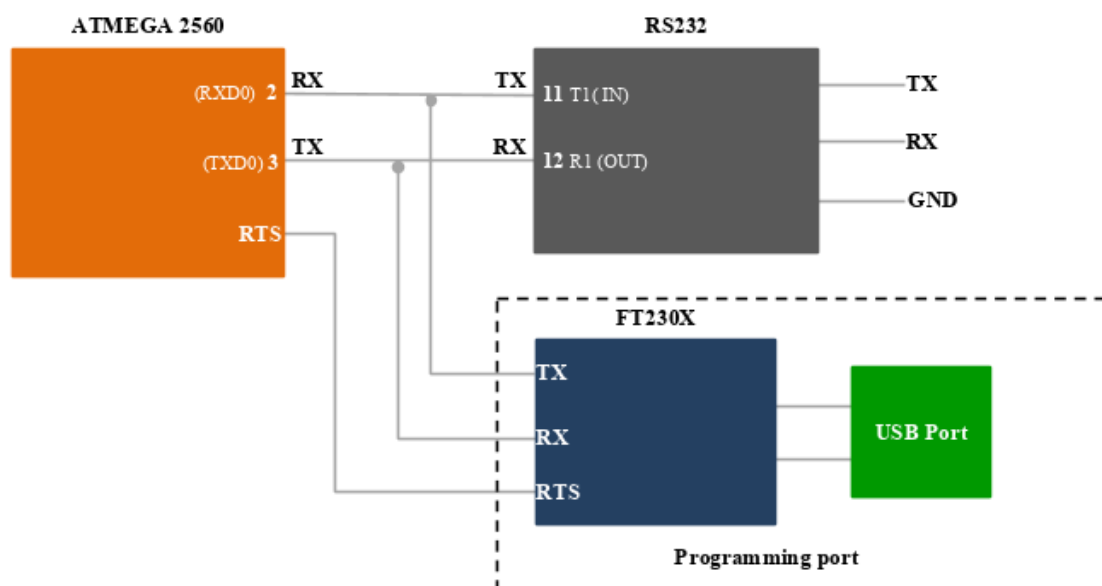 ATMEGA 2560
RS232
(RXD0) 2
RX
TX
11 T1( IN)
TX
(TXD0) 3
TX
RX
12 R1 (OUT)
RX
RTS
GND
FT230X
TX
RX
RTS
USB Port
Programming port